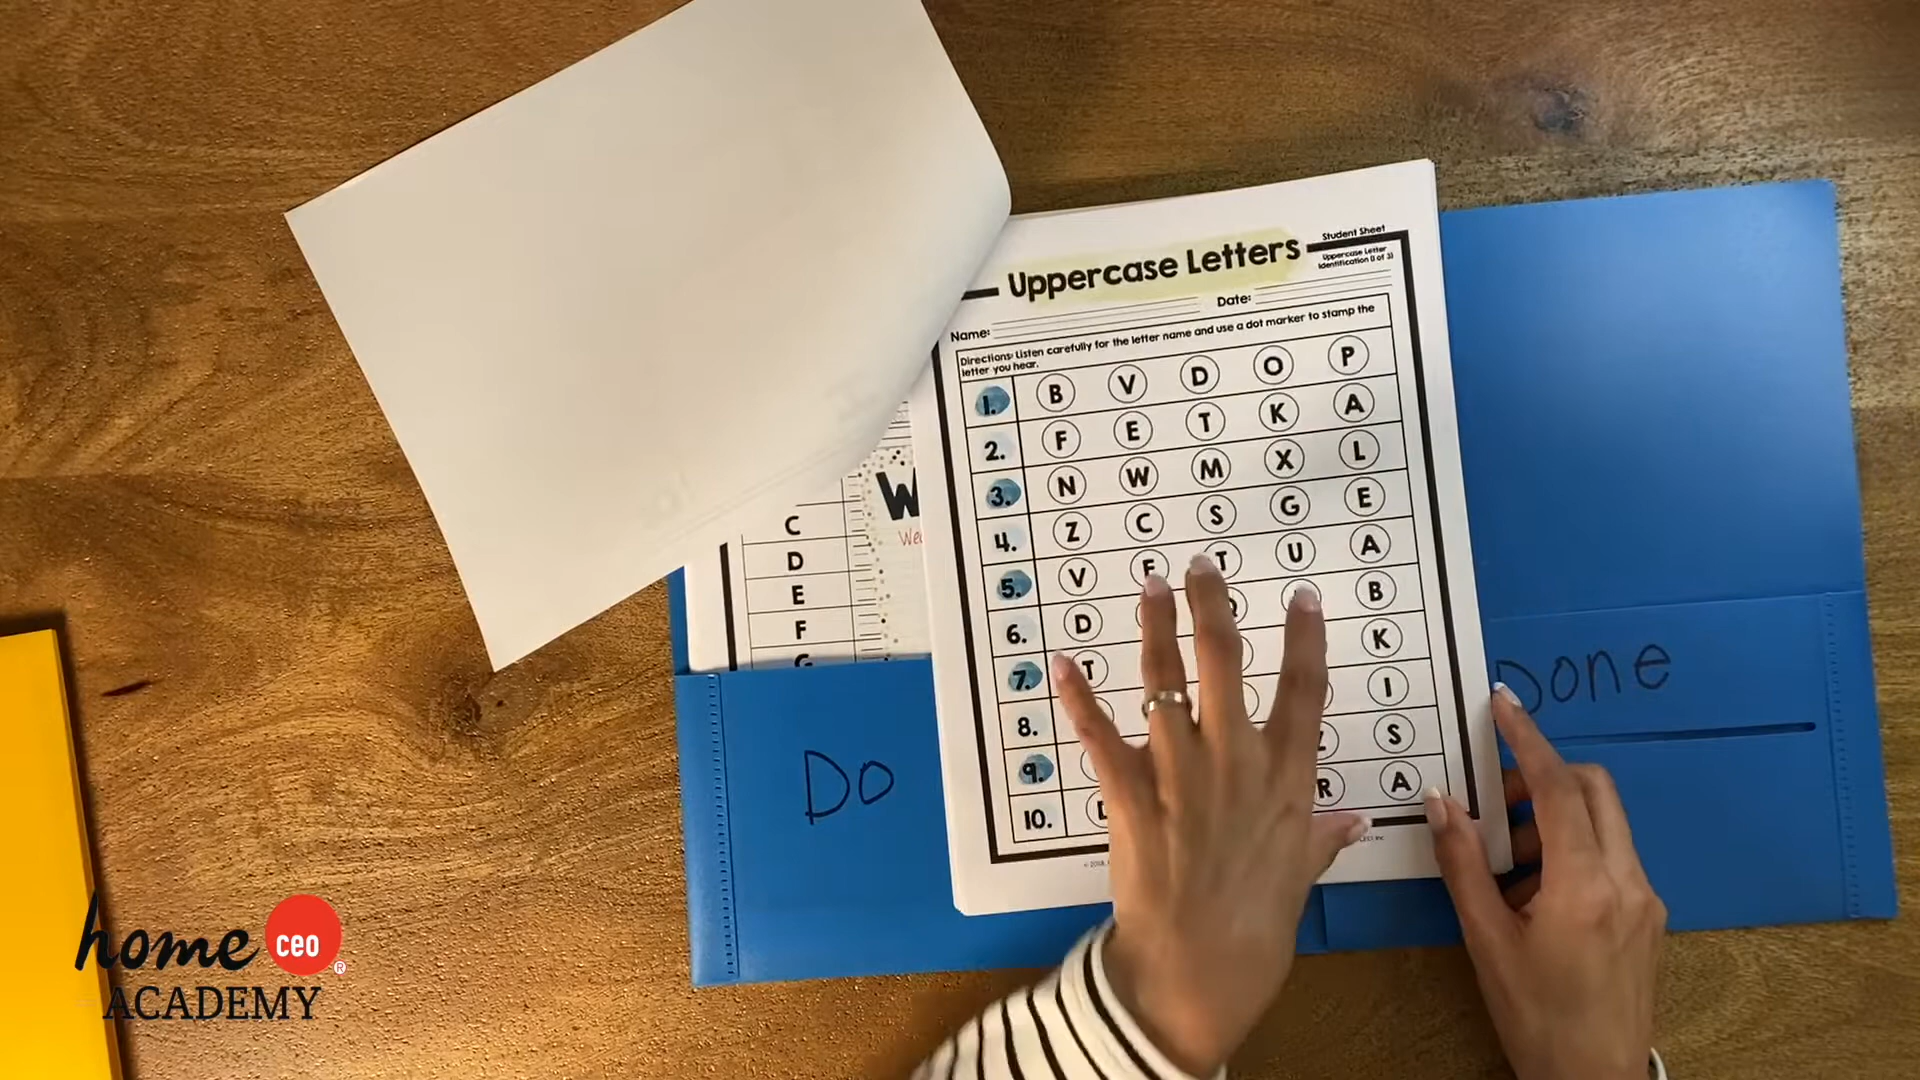 Student Sheet
Uppercase Letters
Uppercase Letter
Identification (1 of 3)
Name:
Date:
Directions: Listen carefully for the letter name and use a dot marker to stamp the
letter you hear.
1. B V D O P
2. F E T K A
3. N W M X L
4. Z C S G E
5. V F T U A
6. D B
7. T K
8. I
9. Z S
10. R A
W
C
D
E
F
G
Do
Done
home ceo®
ACADEMY